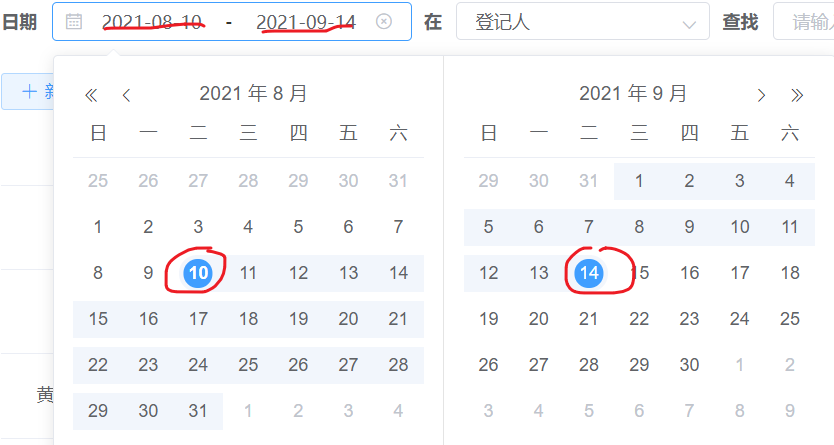 日期 2021-08-10 - 2021-09-14 在 登记人 查找 请输
新
2021 年 8 月 2021 年 9 月
日 一 二 三 四 五 六 日 一 二 三 四 五 六
25 26 27 28 29 30 31 29 30 31 1 2 3 4
1 2 3 4 5 6 7 5 6 7 8 9 10 11
8 9 10 11 12 13 14 12 13 14 15 16 17 18
15 16 17 18 19 20 21 19 20 21 22 23 24 25
22 23 24 25 26 27 28 26 27 28 29 30 1 2
黄 29 30 31 1 2 3 4 3 4 5 6 7 8 9